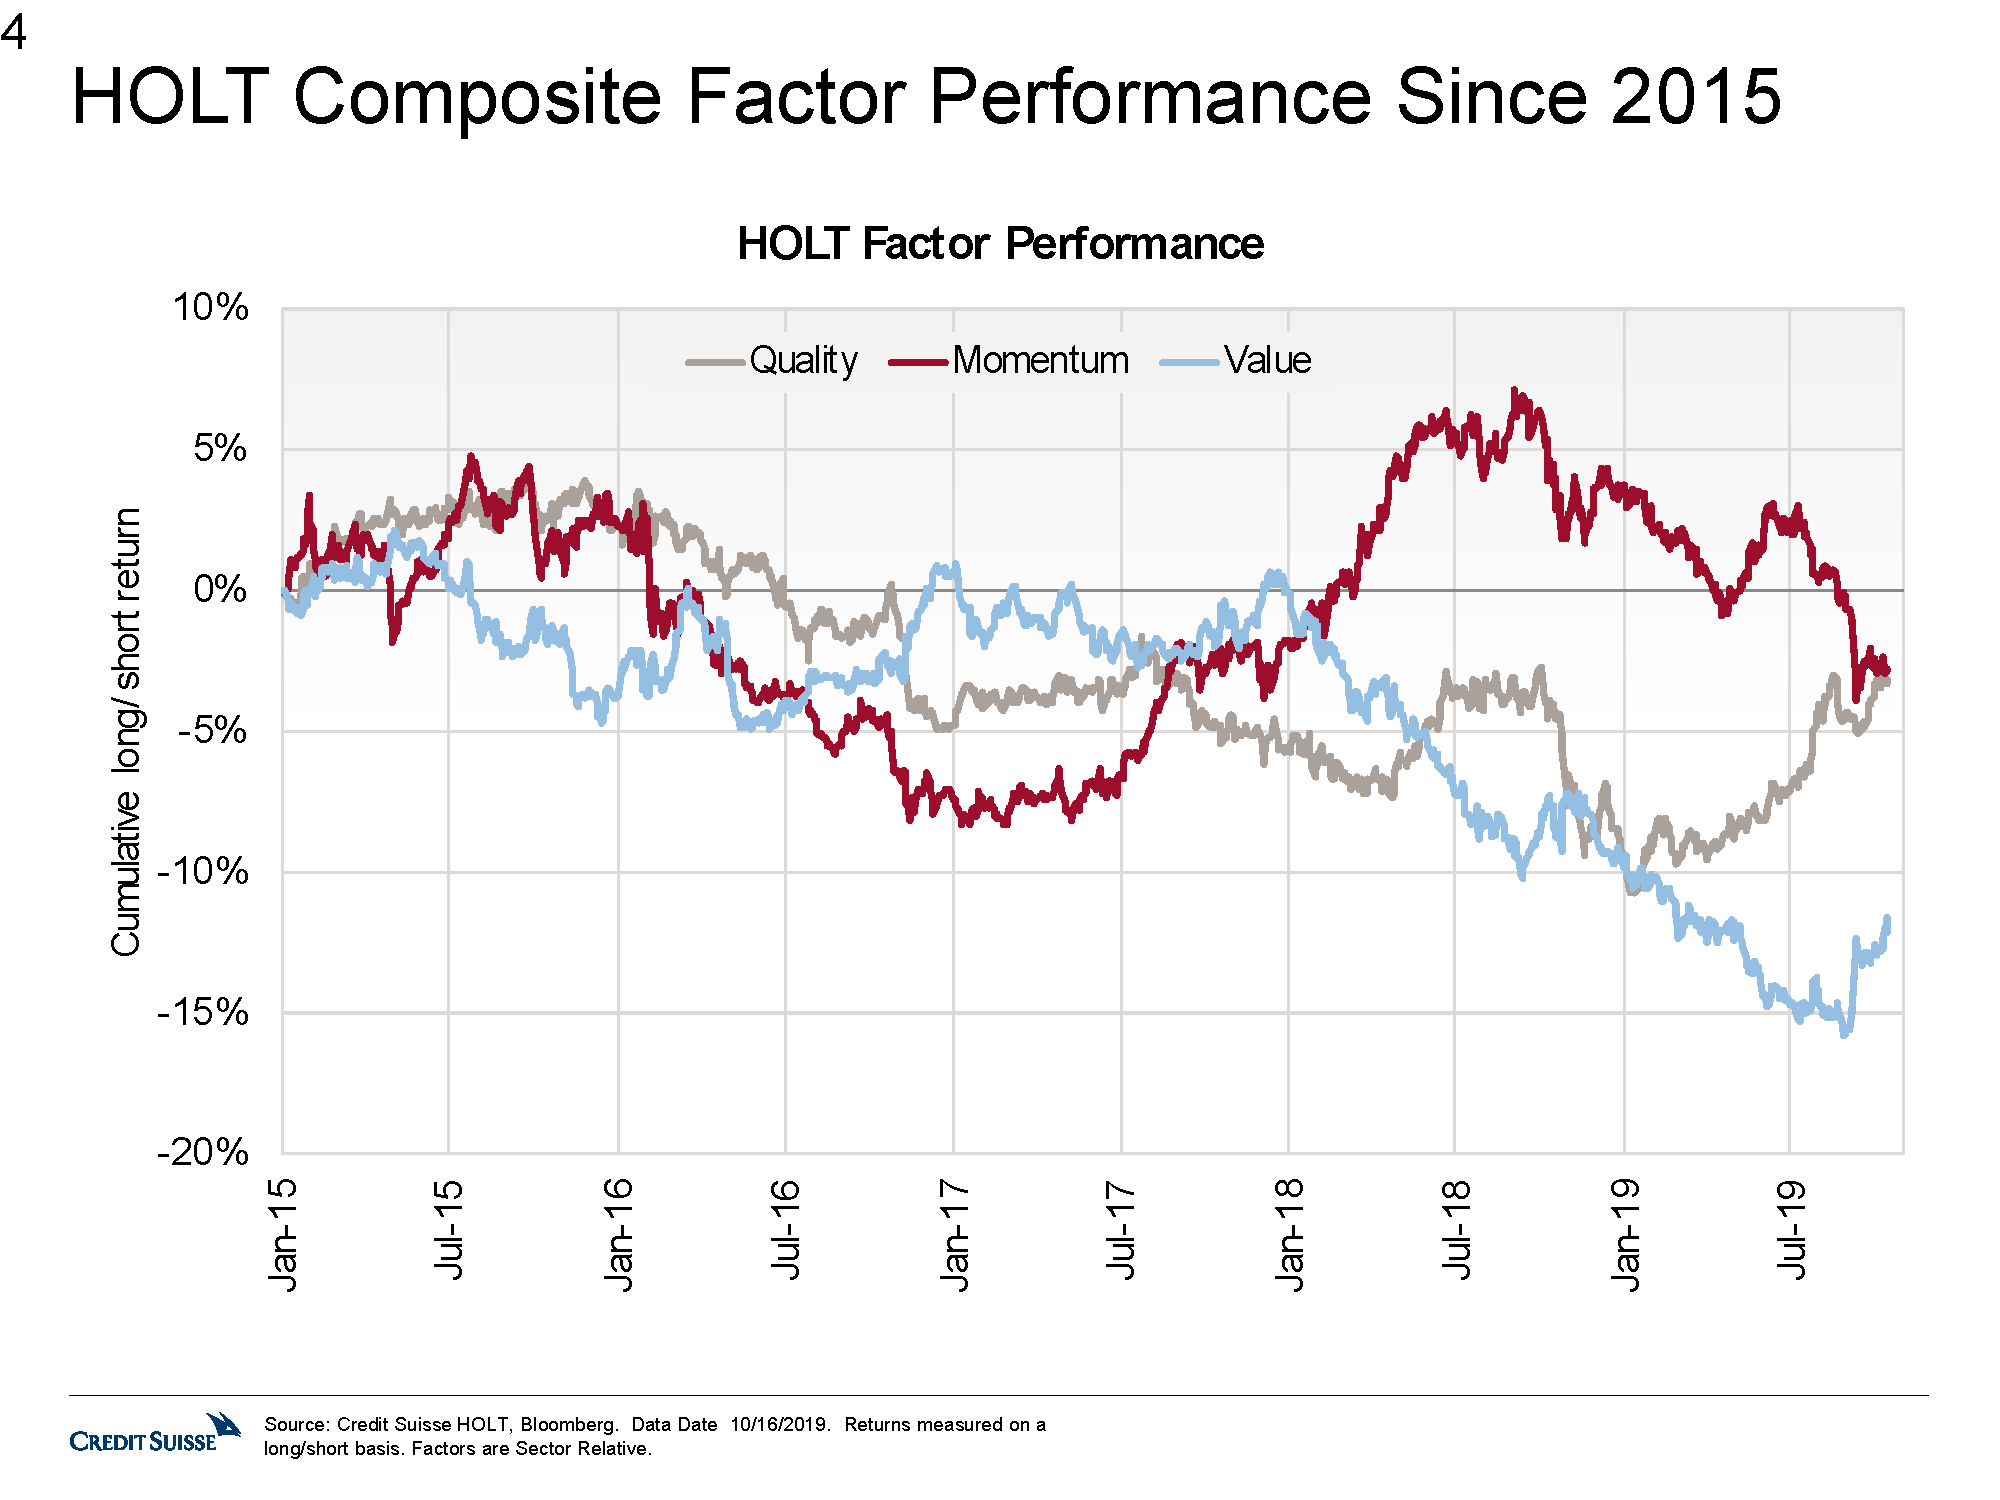 4
HOLT Composite Factor Performance Since 2015
HOLT Factor Performance
10%
5%
0%
-5%
-10%
-15%
-20%
Cumulative long/ short return
Quality Momentum Value
Jan-15 Jul-15 Jan-16 Jul-16 Jan-17 Jul-17 Jan-18 Jul-18 Jan-19 Jul-19
CREDIT SUISSE
Source: Credit Suisse HOLT, Bloomberg. Data Date 10/16/2019. Returns measured on a
long/short basis. Factors are Sector Relative.